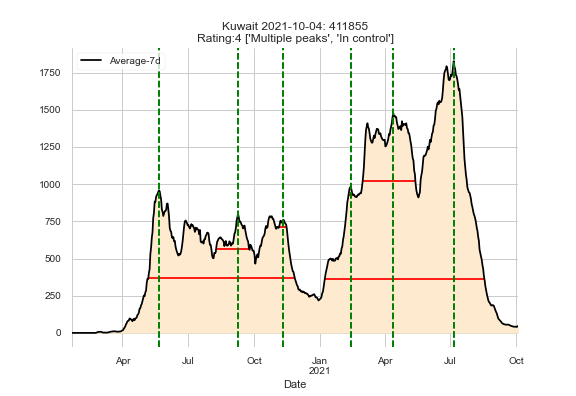 Kuwait 2021-10-04: 411855
Rating:4 ['Multiple peaks', 'In control']
Average-7d
1750
1500
1250
1000
750
500
250
0
Apr Jul Oct Jan Apr Jul Oct
2021
Date